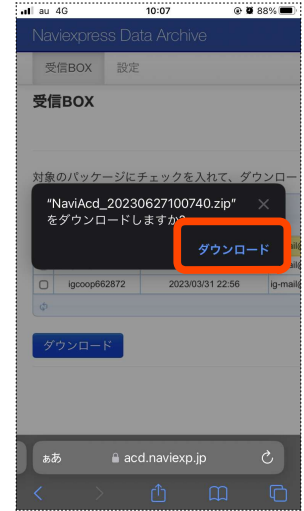 au 4G 10:07 88%
Naviexpress Data Archive
受信BOX 設定
受信BOX
対象のパッケージにチェックを入れて、ダウンロー
“NaviAcd_20230627100740.zip”
をダウンロードしますか?
ダウンロード
igcoop662872 2023/03/31 22:56 ig-mail@
ダウンロード
ぁあ acd.naviexp.jp